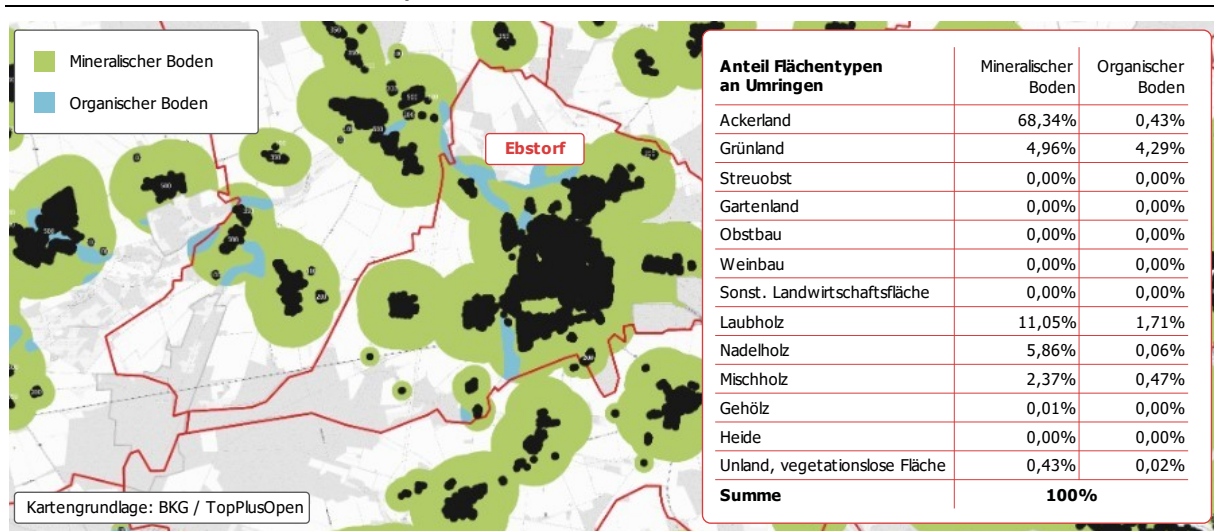 Mineralischer Boden
Organischer Boden
Ebstorf
Anteil Flächentypen an Umringen | Mineralischer Boden | Organischer Boden
Ackerland 68,34% 0,43%
Grünland 4,96% 4,29%
Streuobst 0,00% 0,00%
Gartenland 0,00% 0,00%
Obstbau 0,00% 0,00%
Weinbau 0,00% 0,00%
Sonst. Landwirtschaftsfläche 0,00% 0,00%
Laubholz 11,05% 1,71%
Nadelholz 5,86% 0,06%
Mischholz 2,37% 0,47%
Gehölz 0,01% 0,00%
Heide 0,00% 0,00%
Unland, vegetationslose Fläche 0,43% 0,02%
Summe 100%
Kartengrundlage: BKG / TopPlusOpen